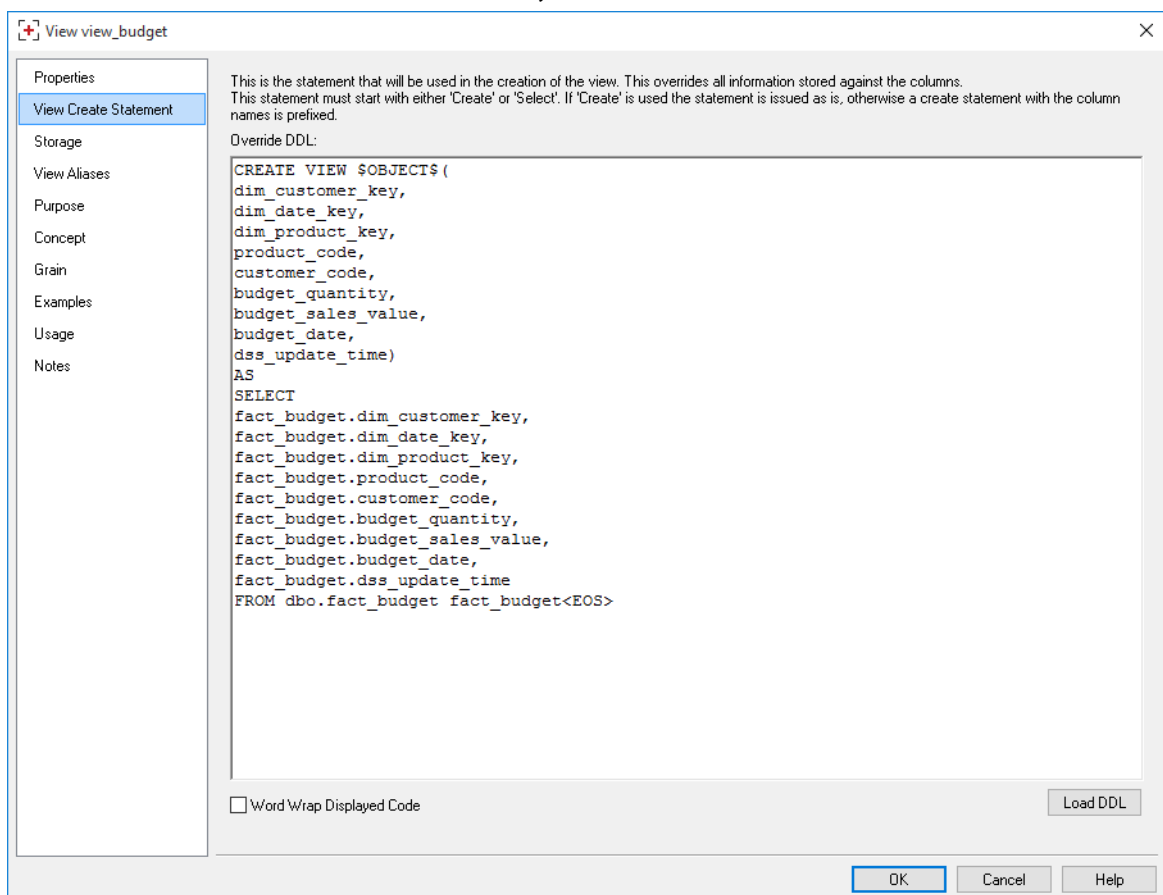 View view_budget
Properties
View Create Statement
Storage
View Aliases
Purpose
Concept
Grain
Examples
Usage
Notes
This is the statement that will be used in the creation of the view. This overrides all information stored against the columns.
This statement must start with either 'Create' or 'Select'. If 'Create' is used the statement is issued as is, otherwise a create statement with the column
names is prefixed.
Override DDL:
CREATE VIEW $OBJECT$(
dim_customer_key,
dim_date_key,
dim_product_key,
product_code,
customer_code,
budget_quantity,
budget_sales_value,
budget_date,
dss_update_time)
AS
SELECT
fact_budget.dim_customer_key,
fact_budget.dim_date_key,
fact_budget.dim_product_key,
fact_budget.product_code,
fact_budget.customer_code,
fact_budget.budget_quantity,
fact_budget.budget_sales_value,
fact_budget.budget_date,
fact_budget.dss_update_time
FROM dbo.fact_budget fact_budget<EOS>
Word Wrap Displayed Code
Load DDL
OK
Cancel
Help